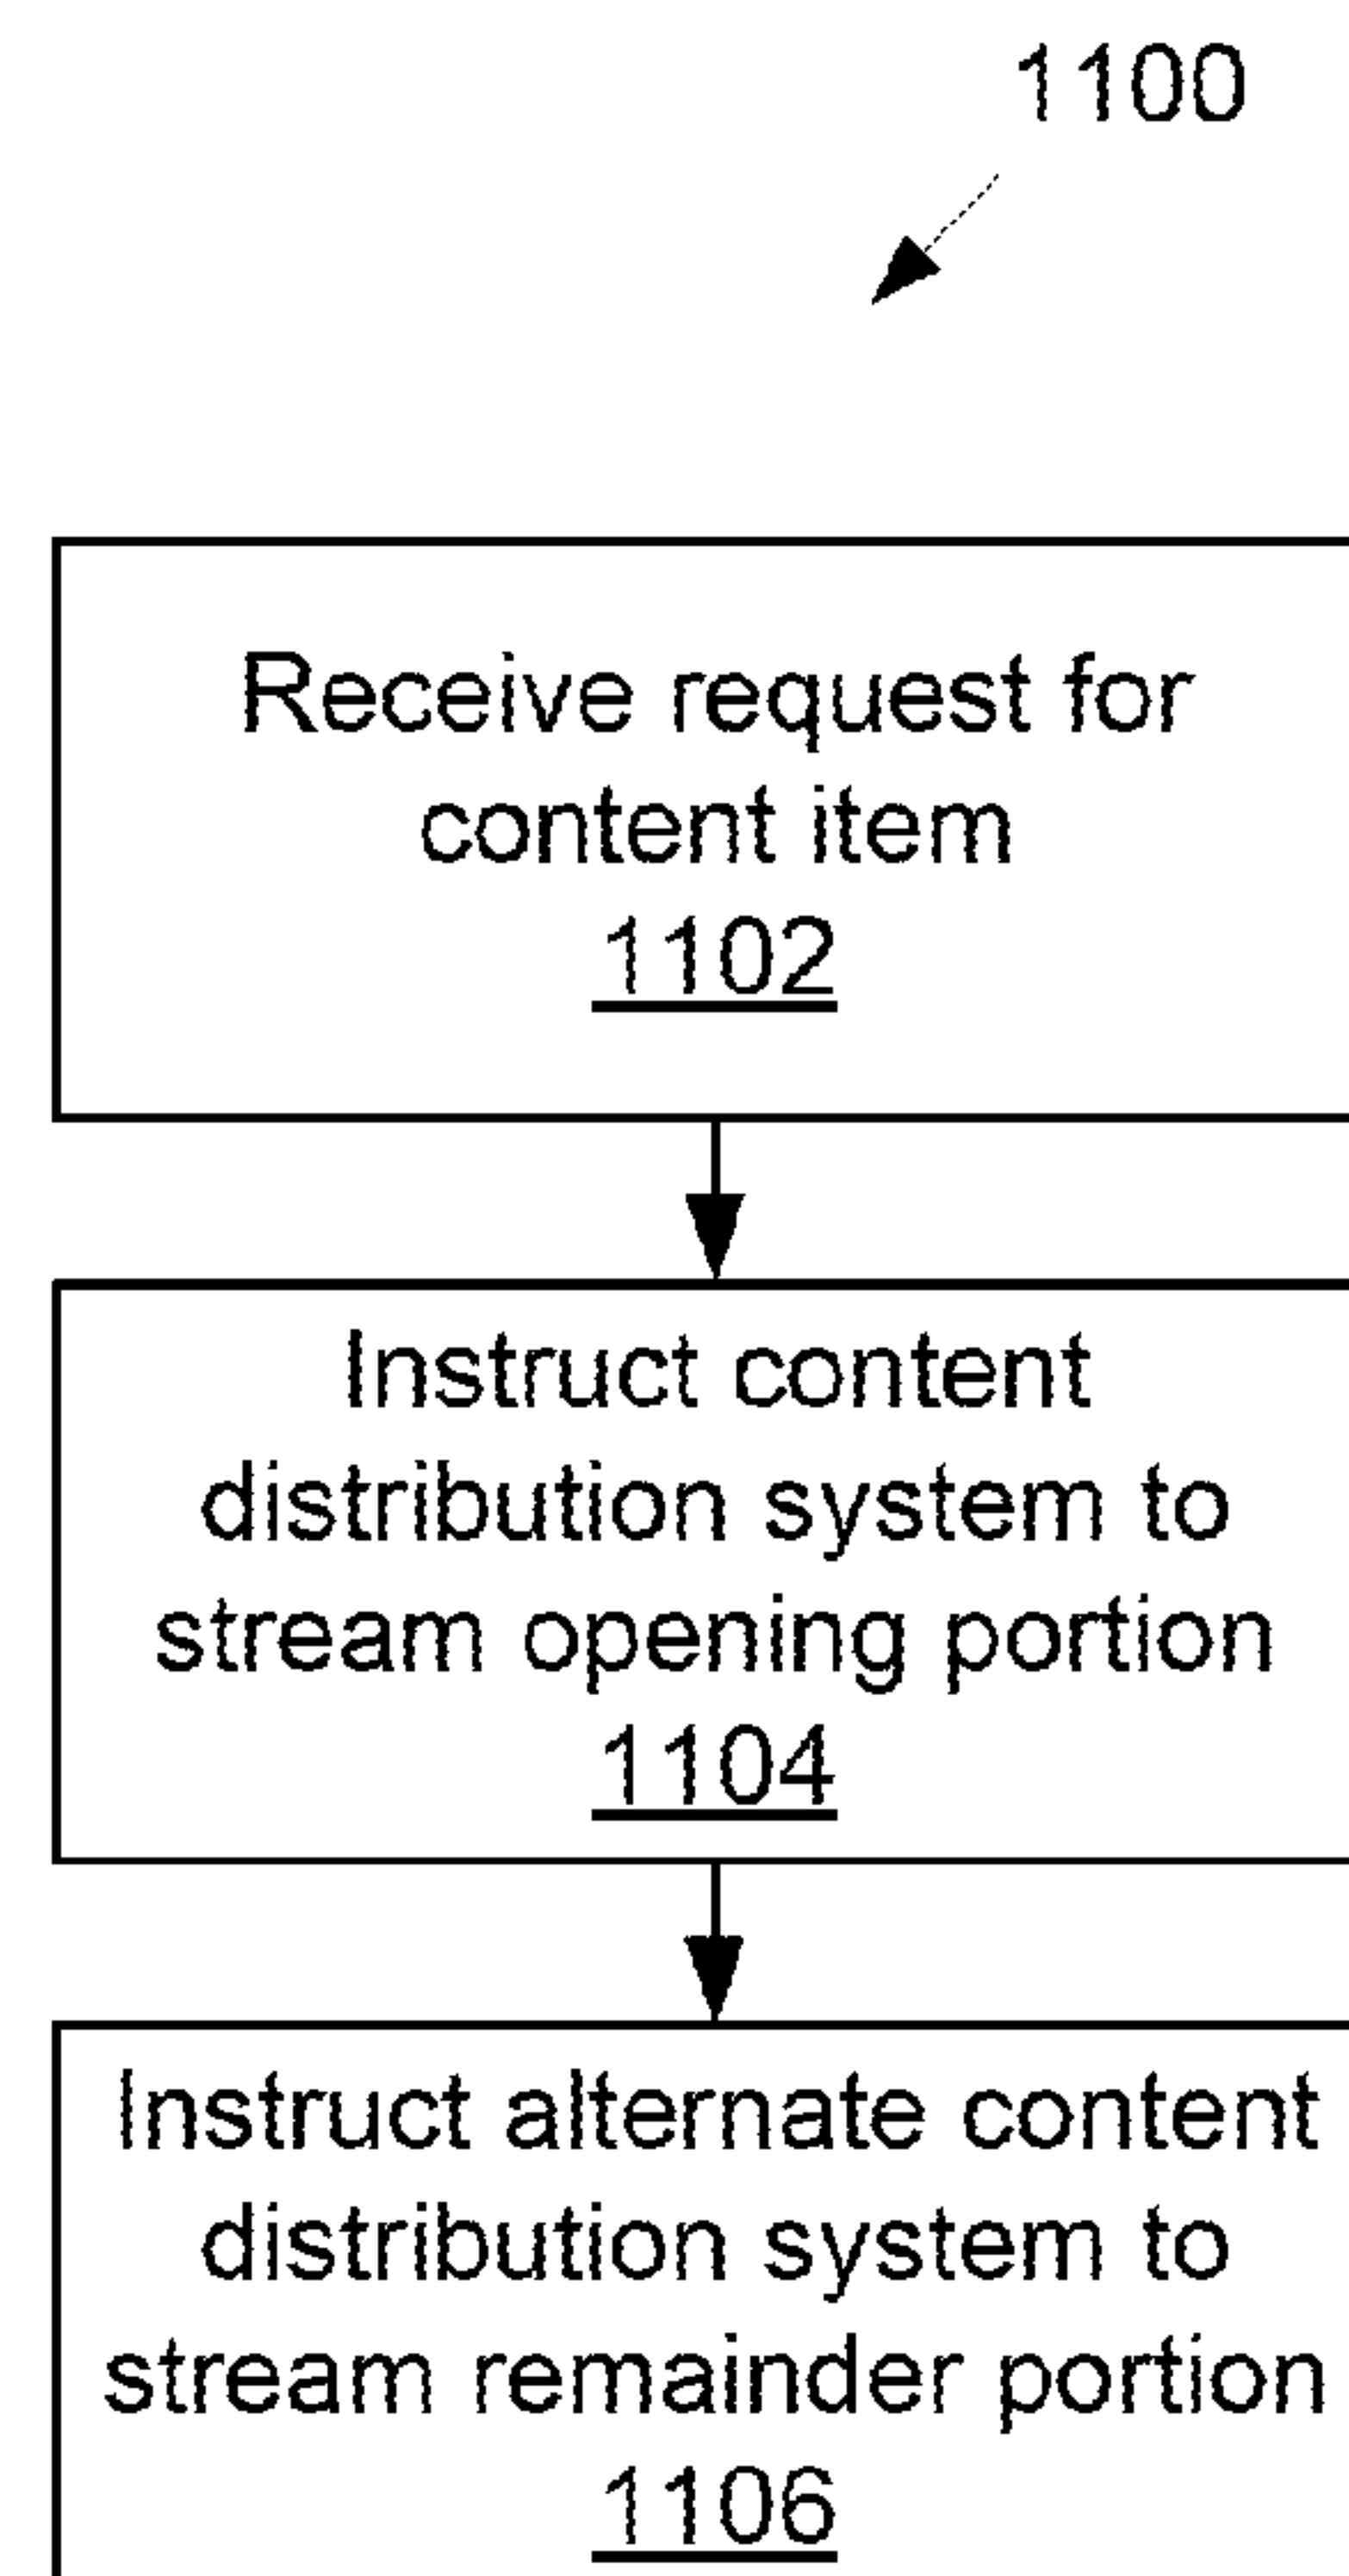 1100
Receive request for
content item
1102
Instruct content
distribution system to
stream opening portion
1104
Instruct alternate content
distribution system to
stream remainder portion
1106